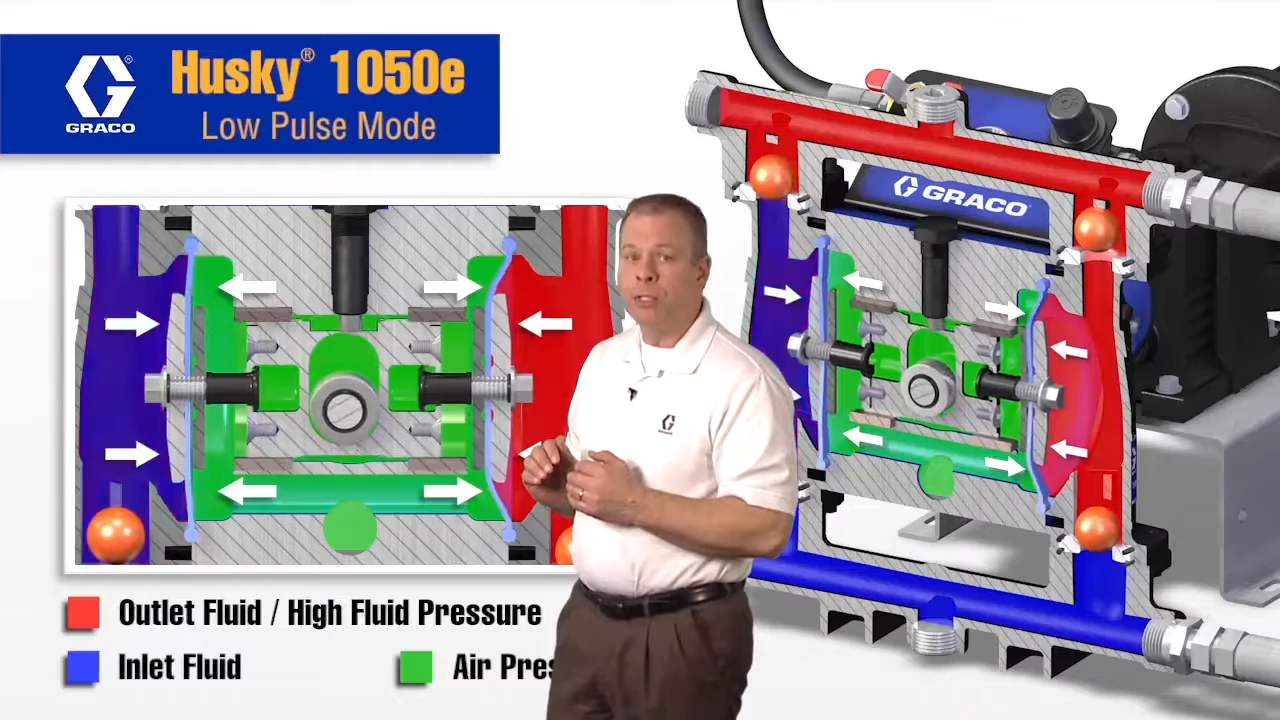 Husky® 1050e
GRACO
Low Pulse Mode
GRACO
Outlet Fluid / High Fluid Pressure
Inlet Fluid
Air Pres